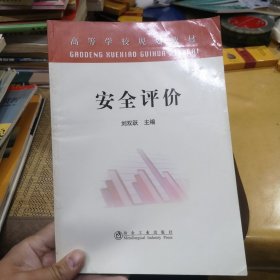 高等学校规划教材
GAODENG XUEXIAO GUIHUA JIAOCAI
安全评价
刘双跃 主编
冶金工业出版社
Metallurgical Industry Press